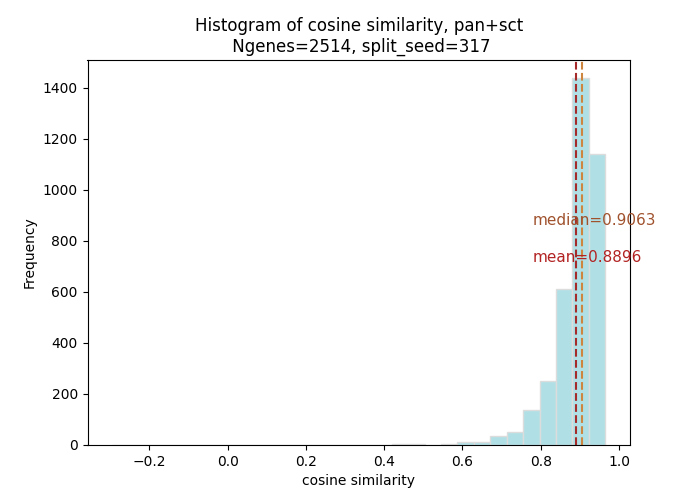 Histogram of cosine similarity, pan+sct
Ngenes=2514, split_seed=317
Frequency
1400
1200
1000
800
600
400
200
0
median=0.9063
mean=0.8896
−0.2 0.0 0.2 0.4 0.6 0.8 1.0
cosine similarity